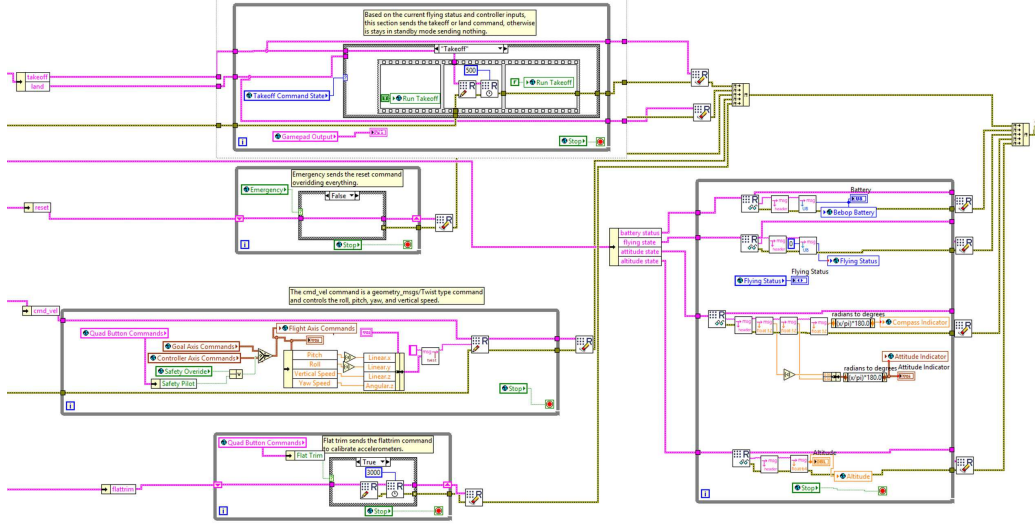 Based on the current flying status and controller inputs,
this section sends the takeoff or land command, otherwise
is stays in standby mode sending nothing.
"Takeoff"
takeoff
land
500
Run Takeoff
Run Takeoff
Takeoff Command State
Gamepad Output
Stop
i
Emergency sends the reset command
overidding everything.
Emergency
False
reset
Stop
i
battery status
flying state
attitude state
altitude state
Battery
Bebop Battery
0
Flying Status
Flying Status
Flying Status
radians to degrees
(x/pi)*180.0
Compass Indicator
Attitude Indicator
radians to degrees
Attitude Indicator
(x/pi)*180.0
Altitude
Altitude
Stop
i
The cmd_vel command is a geometry_msgs/Twist type command
and controls the roll, pitch, yaw, and vertical speed.
cmd_vel
Quad Button Commands
Flight Axis Commands
Goal Axis Commands
Controller Axis Commands
Safety Overide
Safety Pilot
Pitch
Roll
Vertical Speed
Yaw Speed
Linear.x
Linear.y
Linear.z
Angular.z
Stop
i
Quad Button Commands
Flat trim sends the flattrim command
to calibrate accelerometers.
Flat Trim
True
3000
flattrim
Stop
i